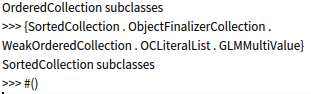 OrderedCollection subclasses
>>> {SortedCollection . ObjectFinalizerCollection .
WeakOrderedCollection . OCLiteralList . GLMMultiValue}
SortedCollection subclasses
>>> #()